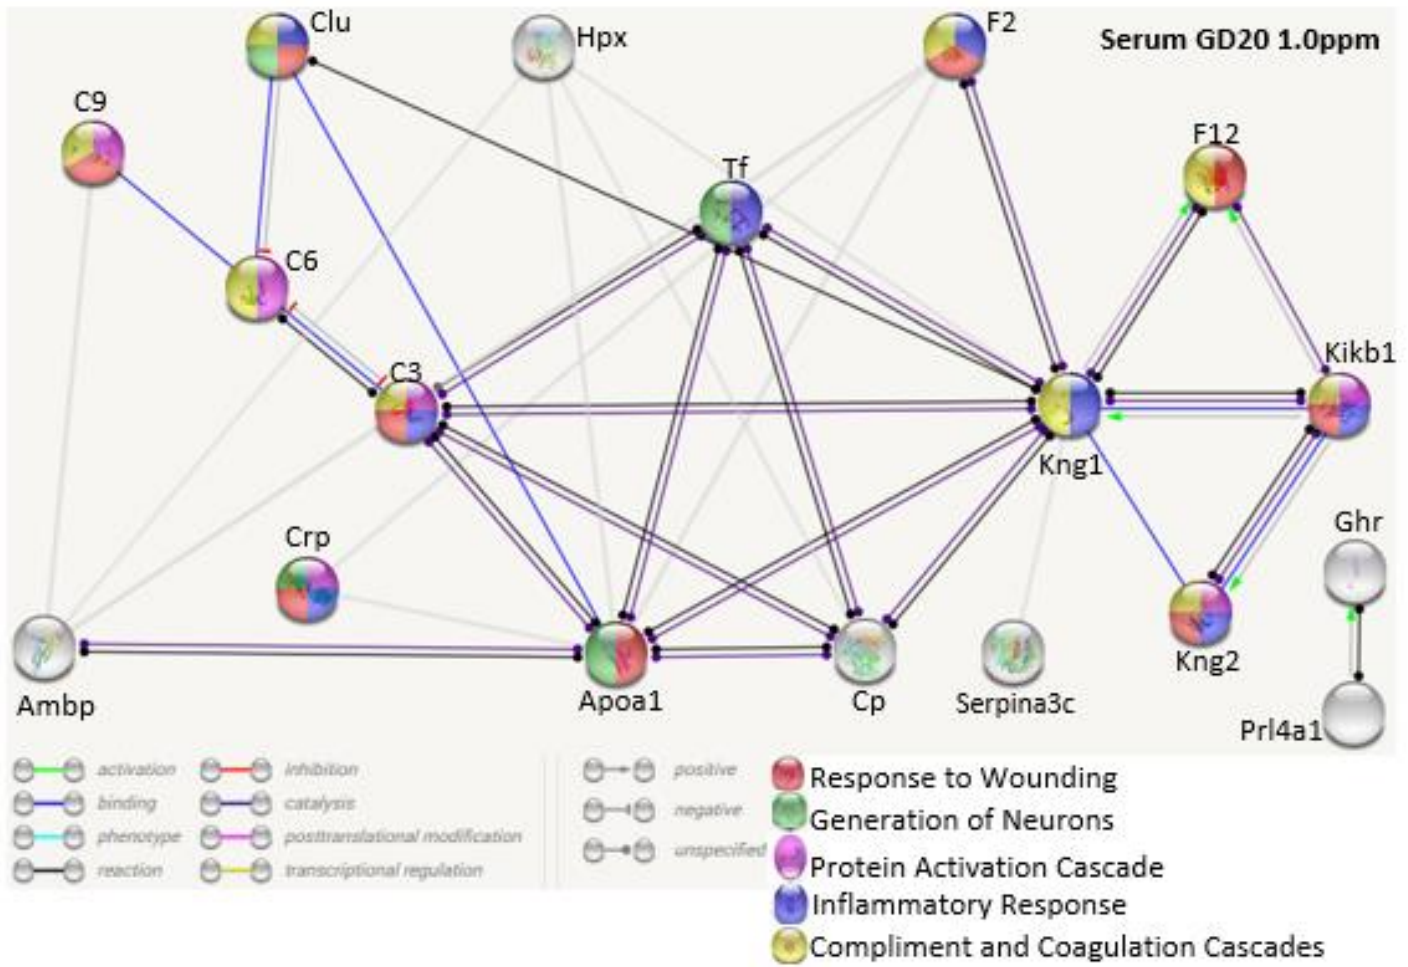 Clu
Hpx
F2
Serum GD20 1.0ppm
C9
F12
Tf
C6
Kikb1
C3
Kng1
Ghr
Crp
Kng2
Ambp
Apoa1
Cp
Serpina3c
Prl4a1
activation
inhibition
positive
Response to Wounding
binding
catalysis
negative
Generation of Neurons
phenotype
posttranslational modification
unspecified
Protein Activation Cascade
reaction
transcriptional regulation
Inflammatory Response
Compliment and Coagulation Cascades